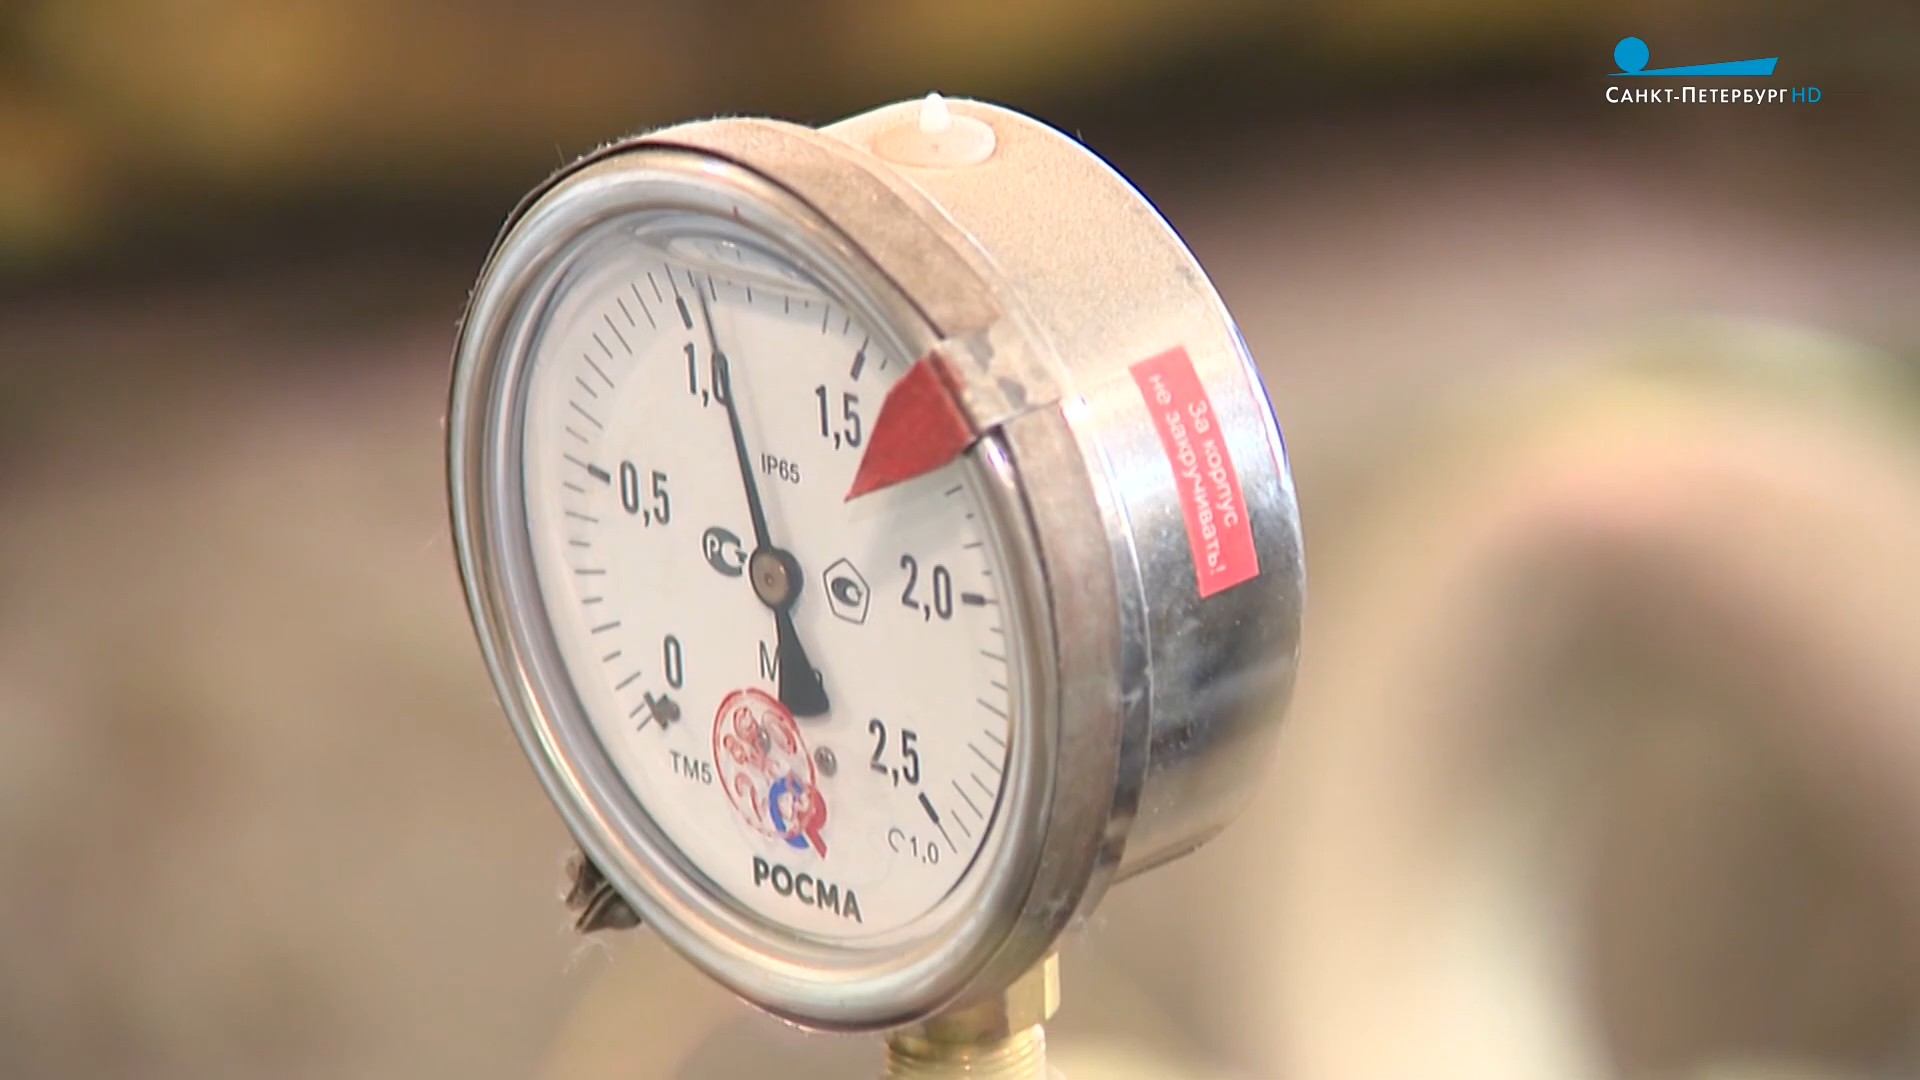 САНКТ-ПЕТЕРБУРГ HD
1,0
1,5
IP65
0,5
2,0
0
2,5
ТМ5
1,0
РОСМА
За корпус
не закручивать!